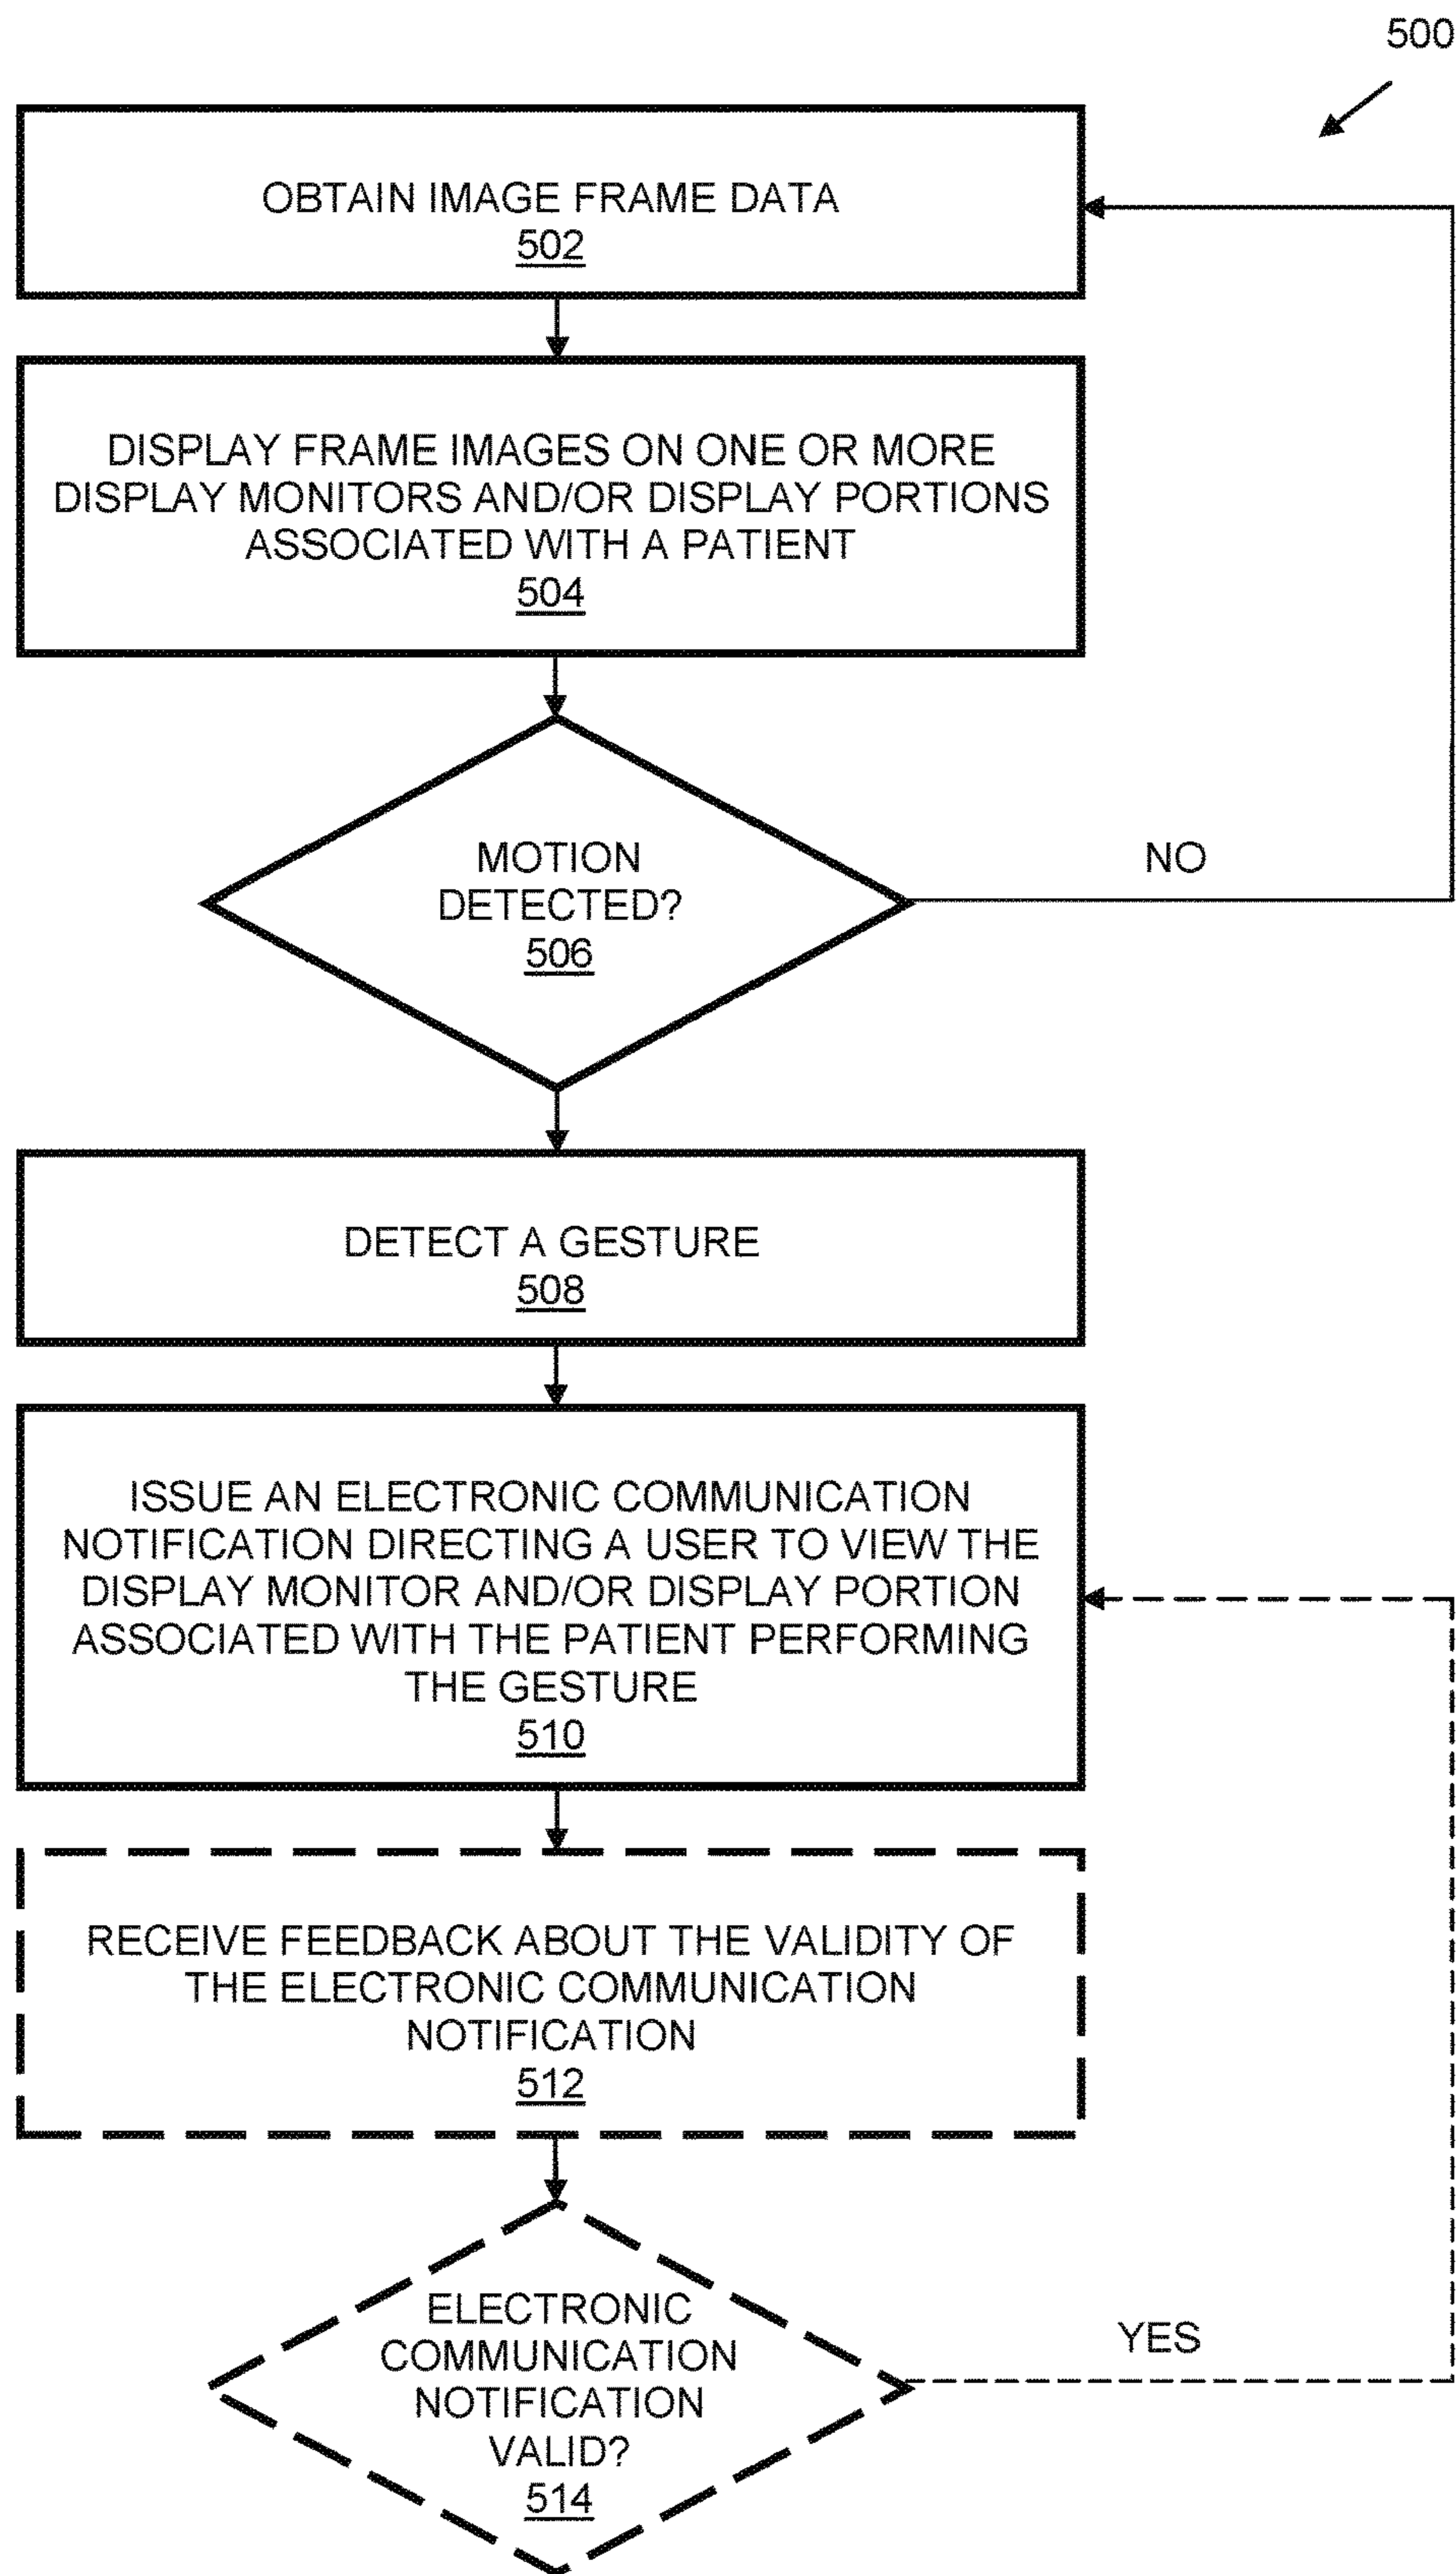 500
OBTAIN IMAGE FRAME DATA
502
DISPLAY FRAME IMAGES ON ONE OR MORE
DISPLAY MONITORS AND/OR DISPLAY PORTIONS
ASSOCIATED WITH A PATIENT
504
MOTION
DETECTED?
506
NO
DETECT A GESTURE
508
ISSUE AN ELECTRONIC COMMUNICATION
NOTIFICATION DIRECTING A USER TO VIEW THE
DISPLAY MONITOR AND/OR DISPLAY PORTION
ASSOCIATED WITH THE PATIENT PERFORMING
THE GESTURE
510
RECEIVE FEEDBACK ABOUT THE VALIDITY OF
THE ELECTRONIC COMMUNICATION
NOTIFICATION
512
ELECTRONIC
COMMUNICATION
NOTIFICATION
VALID?
514
YES